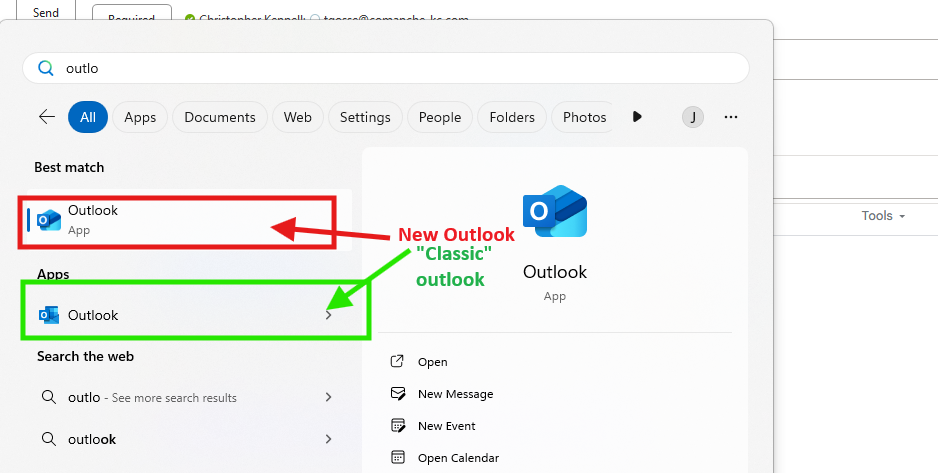 Send
Required
Christopher Kennell;
outlo
All
Apps
Documents
Web
Settings
People
Folders
Photos
J
Best match
Outlook
App
New Outlook
"Classic"
outlook
Apps
Outlook
Search the web
outlo - See more search results
outlook
Outlook
App
Open
New Message
New Event
Open Calendar
Tools